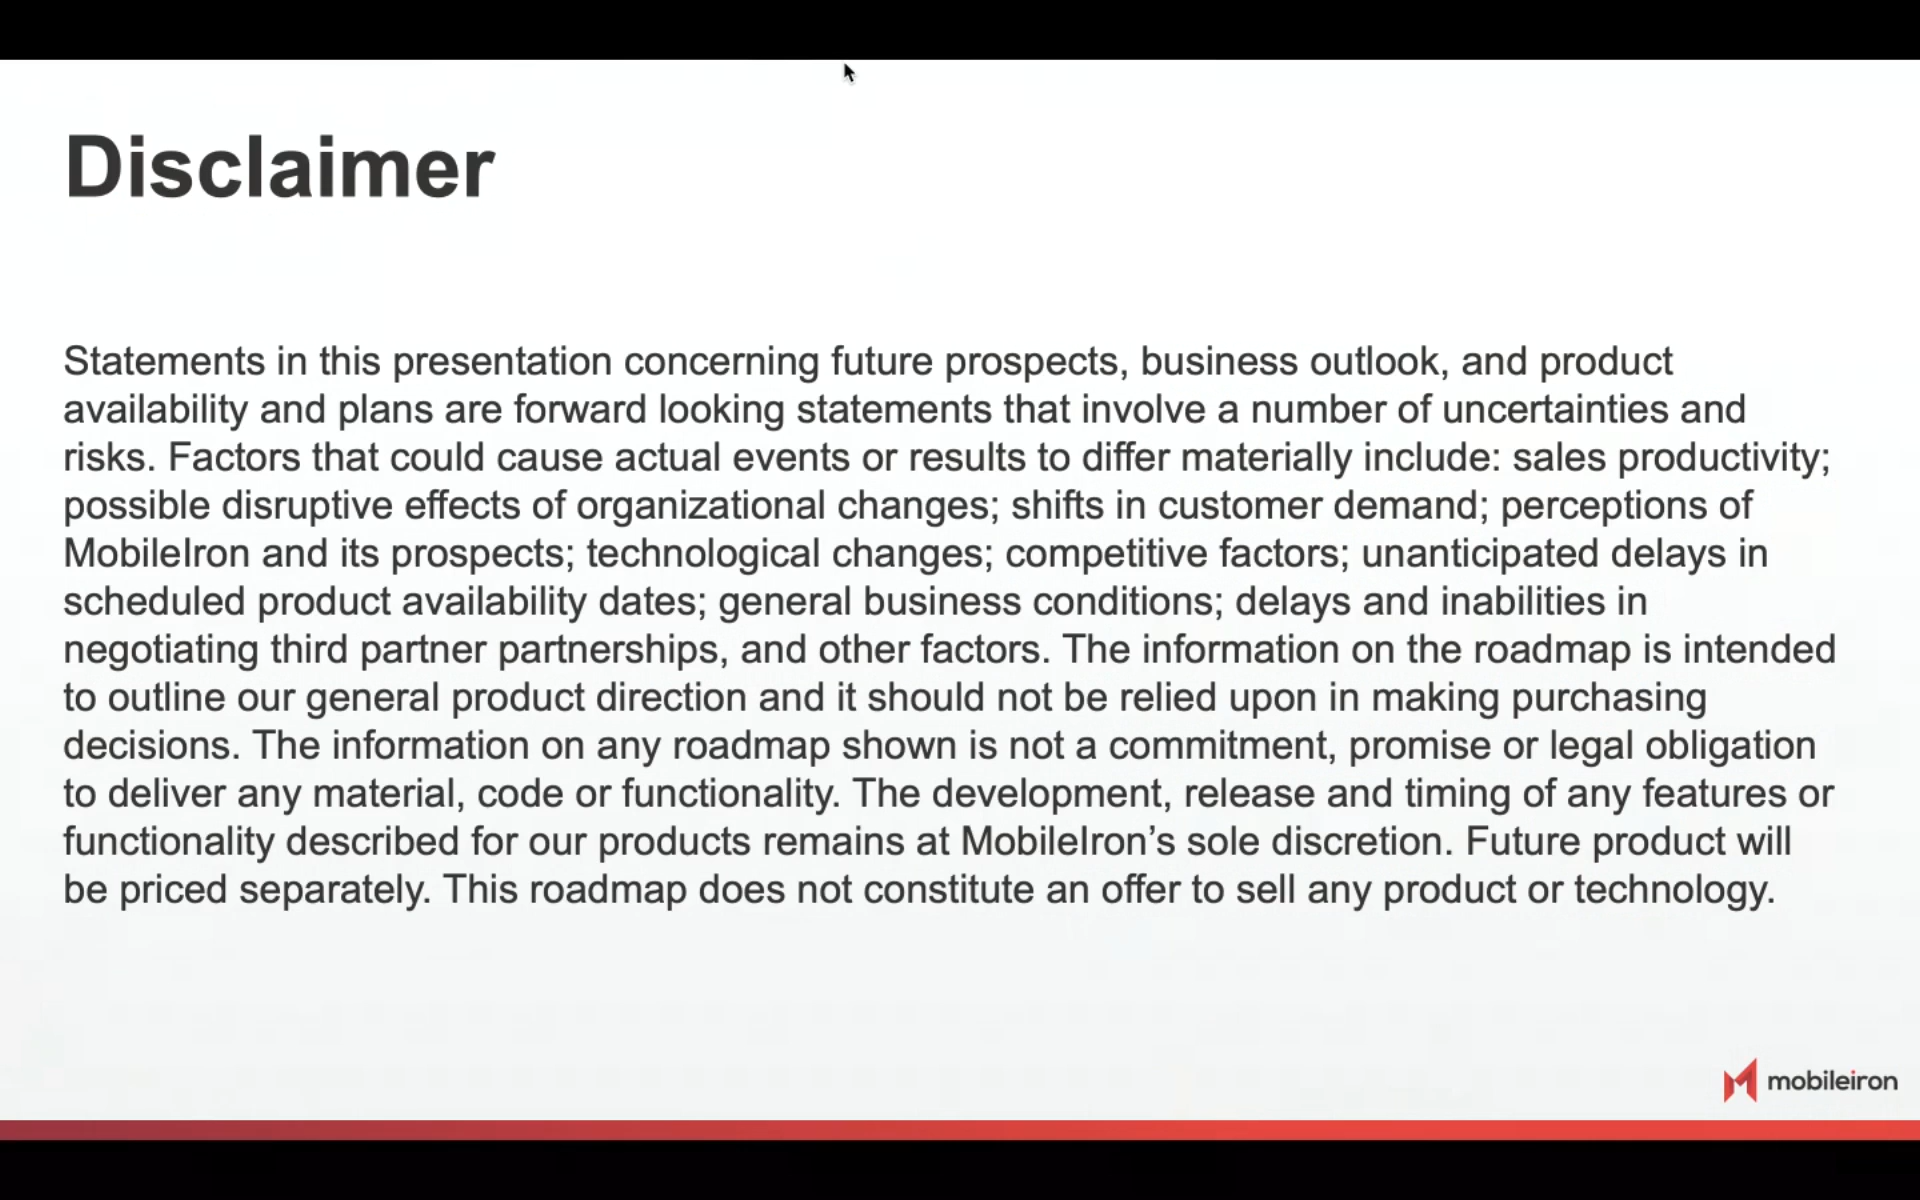 Disclaimer
Statements in this presentation concerning future prospects, business outlook, and product
availability and plans are forward looking statements that involve a number of uncertainties and
risks. Factors that could cause actual events or results to differ materially include: sales productivity;
possible disruptive effects of organizational changes; shifts in customer demand; perceptions of
MobileIron and its prospects; technological changes; competitive factors; unanticipated delays in
scheduled product availability dates; general business conditions; delays and inabilities in
negotiating third partner partnerships, and other factors. The information on the roadmap is intended
to outline our general product direction and it should not be relied upon in making purchasing
decisions. The information on any roadmap shown is not a commitment, promise or legal obligation
to deliver any material, code or functionality. The development, release and timing of any features or
functionality described for our products remains at MobileIron’s sole discretion. Future product will
be priced separately. This roadmap does not constitute an offer to sell any product or technology.
mobileiron